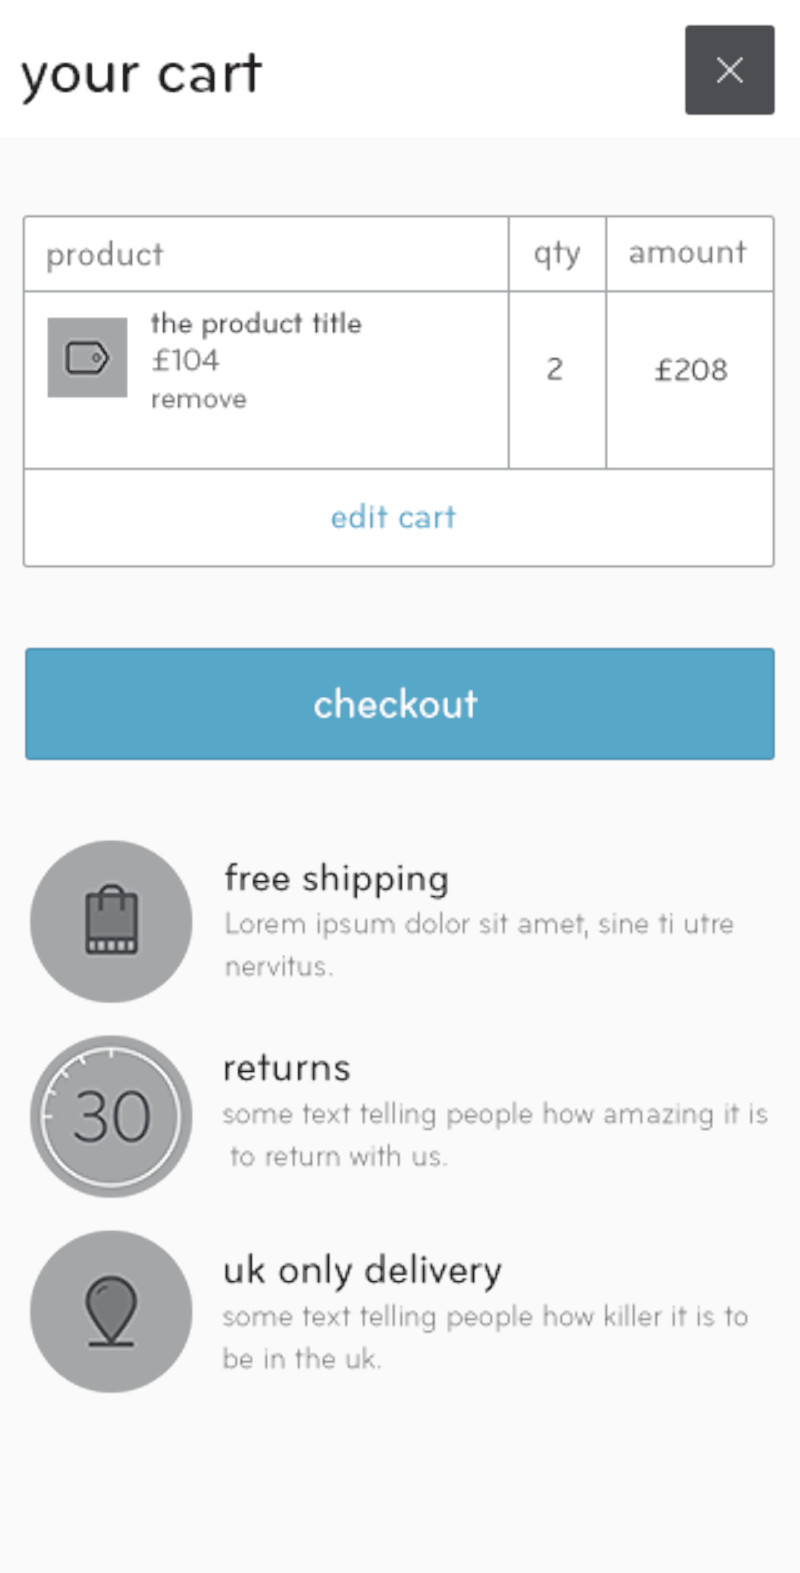 your cart
product qty amount
the product title
£104
remove
2
£208
edit cart
checkout
free shipping
Lorem ipsum dolor sit amet, sine ti utre
nervitus.
30
returns
some text telling people how amazing it is
to return with us.
uk only delivery
some text telling people how killer it is to
be in the uk.